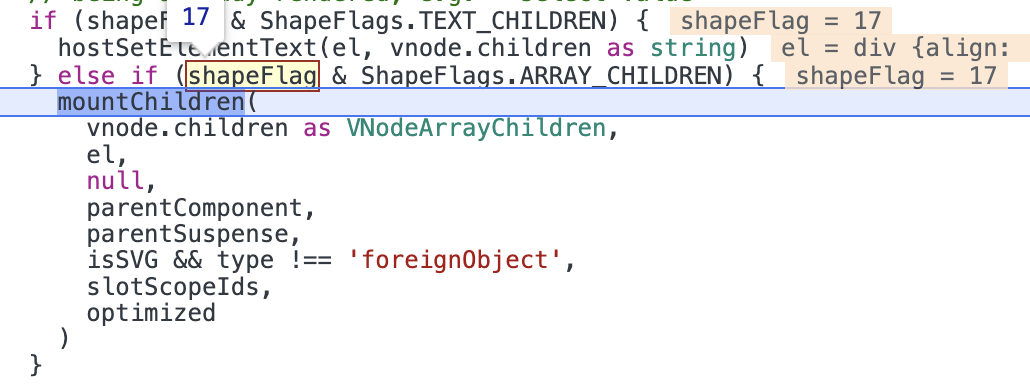 if (shapeF 17 & ShapeFlags.TEXT_CHILDREN) { shapeFlag = 17
hostSetElementText(el, vnode.children as string) el = div {align:
} else if (shapeFlag & ShapeFlags.ARRAY_CHILDREN) { shapeFlag = 17
mountChildren(
vnode.children as VNodeArrayChildren,
el,
null,
parentComponent,
parentSuspense,
isSVG && type !== 'foreignObject',
slotScopeIds,
optimized
)
}